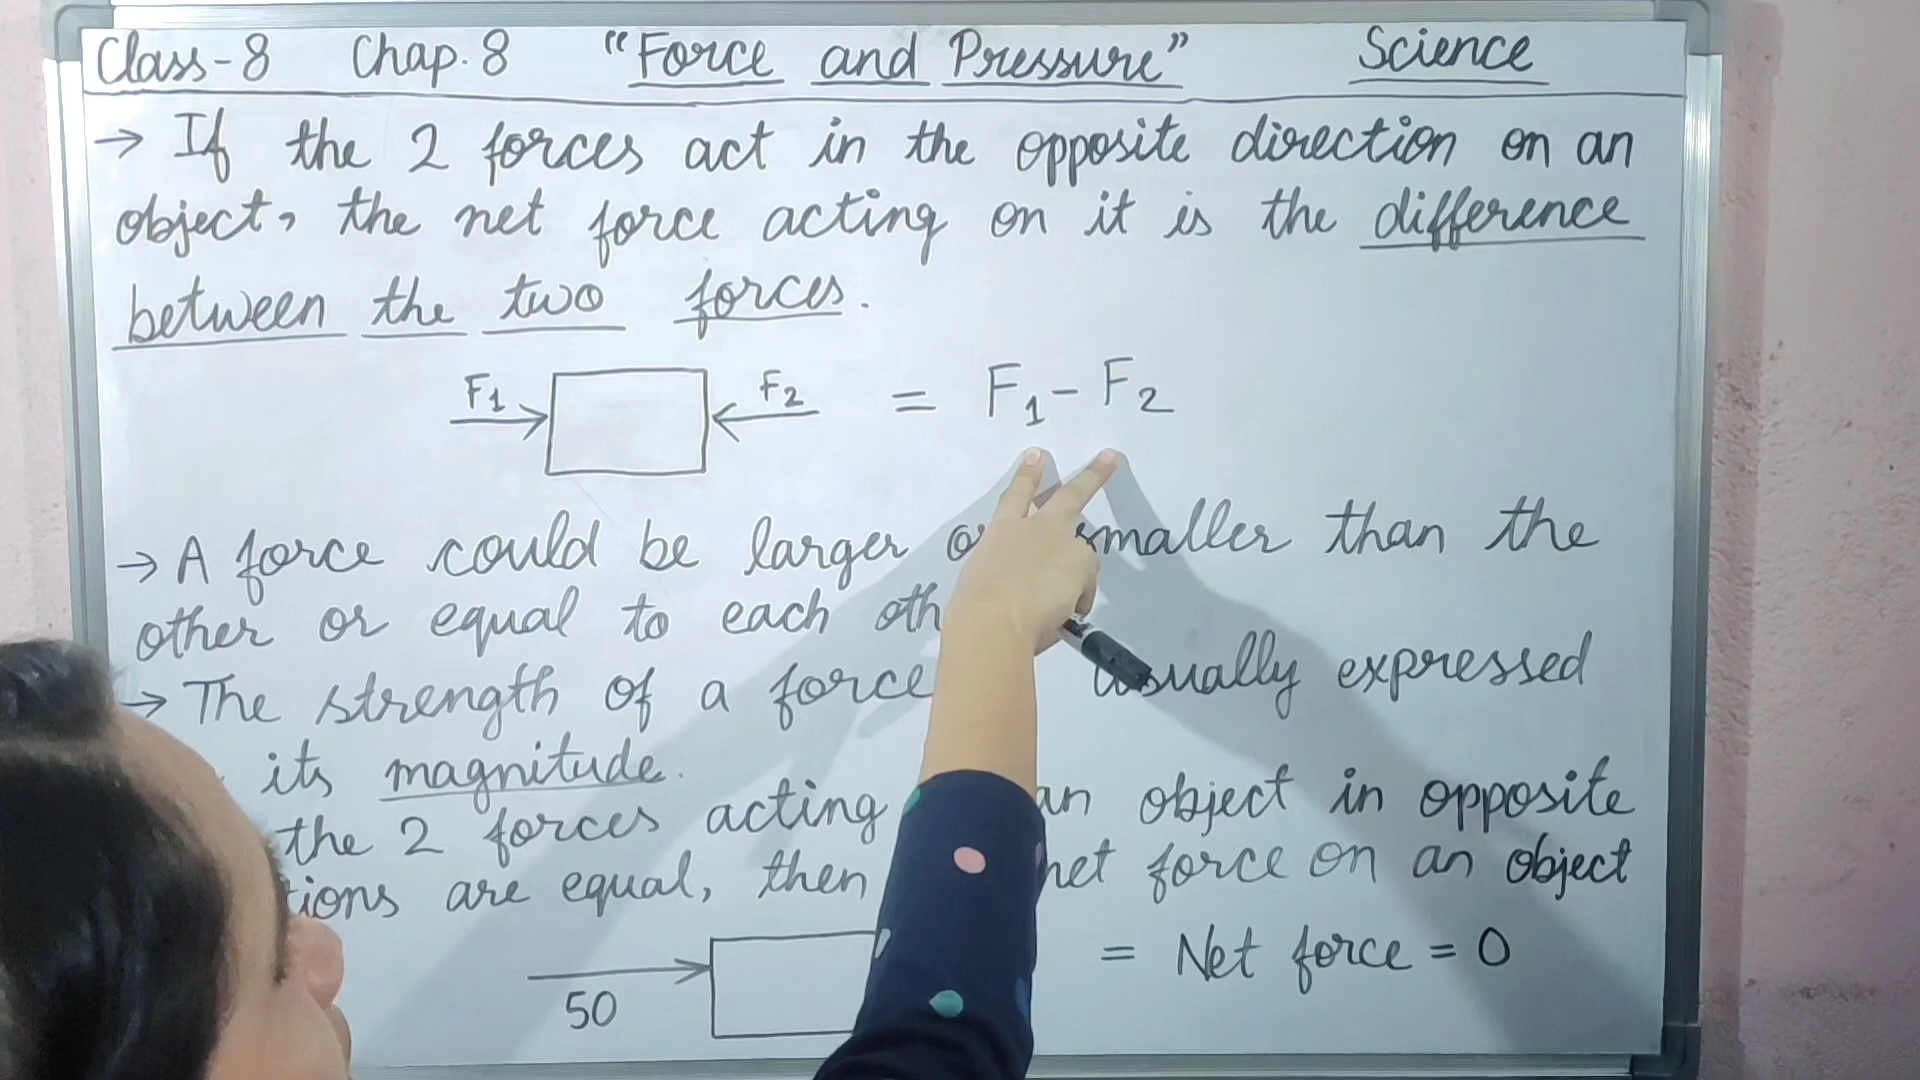 Class-8 Chap.8 "Force and Pressure" Science
→ If the 2 forces act in the opposite direction on an
object, the net force acting on it is the difference
between the two forces.
F1 F2 = F1 - F2
→ A force could be larger smaller than the
other or equal to each
→ The strength of a force usually expressed
its magnitude.
the 2 forces acting an object in opposite
are equal, then net force on an object
50 = Net force = 0